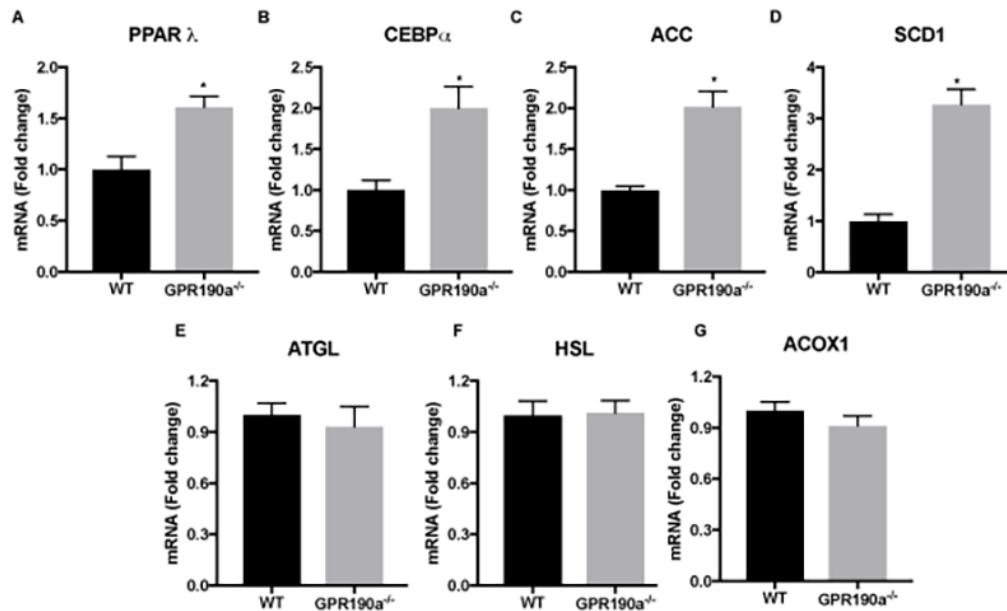 A
PPAR λ
mRNA (Fold change)
2.0
1.5
1.0
0.5
0.0
*
WT
GPR190a-/-
B
CEBPα
mRNA (Fold change)
2.5
2.0
1.5
1.0
0.5
0.0
*
WT
GPR190a-/-
C
ACC
mRNA (Fold change)
2.5
2.0
1.5
1.0
0.5
0.0
*
WT
GPR190a-/-
D
SCD1
mRNA (Fold change)
4
3
2
1
0
*
WT
GPR190a-/-
E
ATGL
mRNA (Fold change)
1.2
0.9
0.6
0.3
0.0
WT
GPR190a-/-
F
HSL
mRNA (Fold change)
1.2
0.9
0.6
0.3
0.0
WT
GPR190a-/-
G
ACOX1
mRNA (Fold change)
1.2
0.9
0.6
0.3
0.0
WT
GPR190a-/-